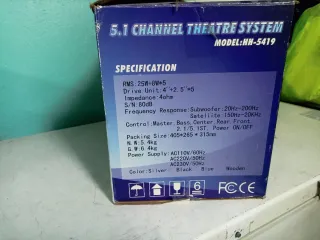 5.1 CHANNEL THEATRE SYSTEM
MODEL:HN-5419
SPECIFICATION
RMS:25W+8W*5
Drive Unit:4"+2.5"*5
Impedance:4ohm
S/N:80dB
Frequency Response:Subwoofer:20Hz-200Hz
Satellite:150Hz-20KHz
Control:Master,Bass,Center,Rear,Front,
2.1/5.1ST. Power ON/OFF
Packing Size:405*265*315mm
N.W:5.4kg
G.W:6.4kg
Power Supply:AC110V/60Hz
AC220V/50Hz
AC230V/50Hz
Color:Silver Black Blue Wooden
6
FC CE